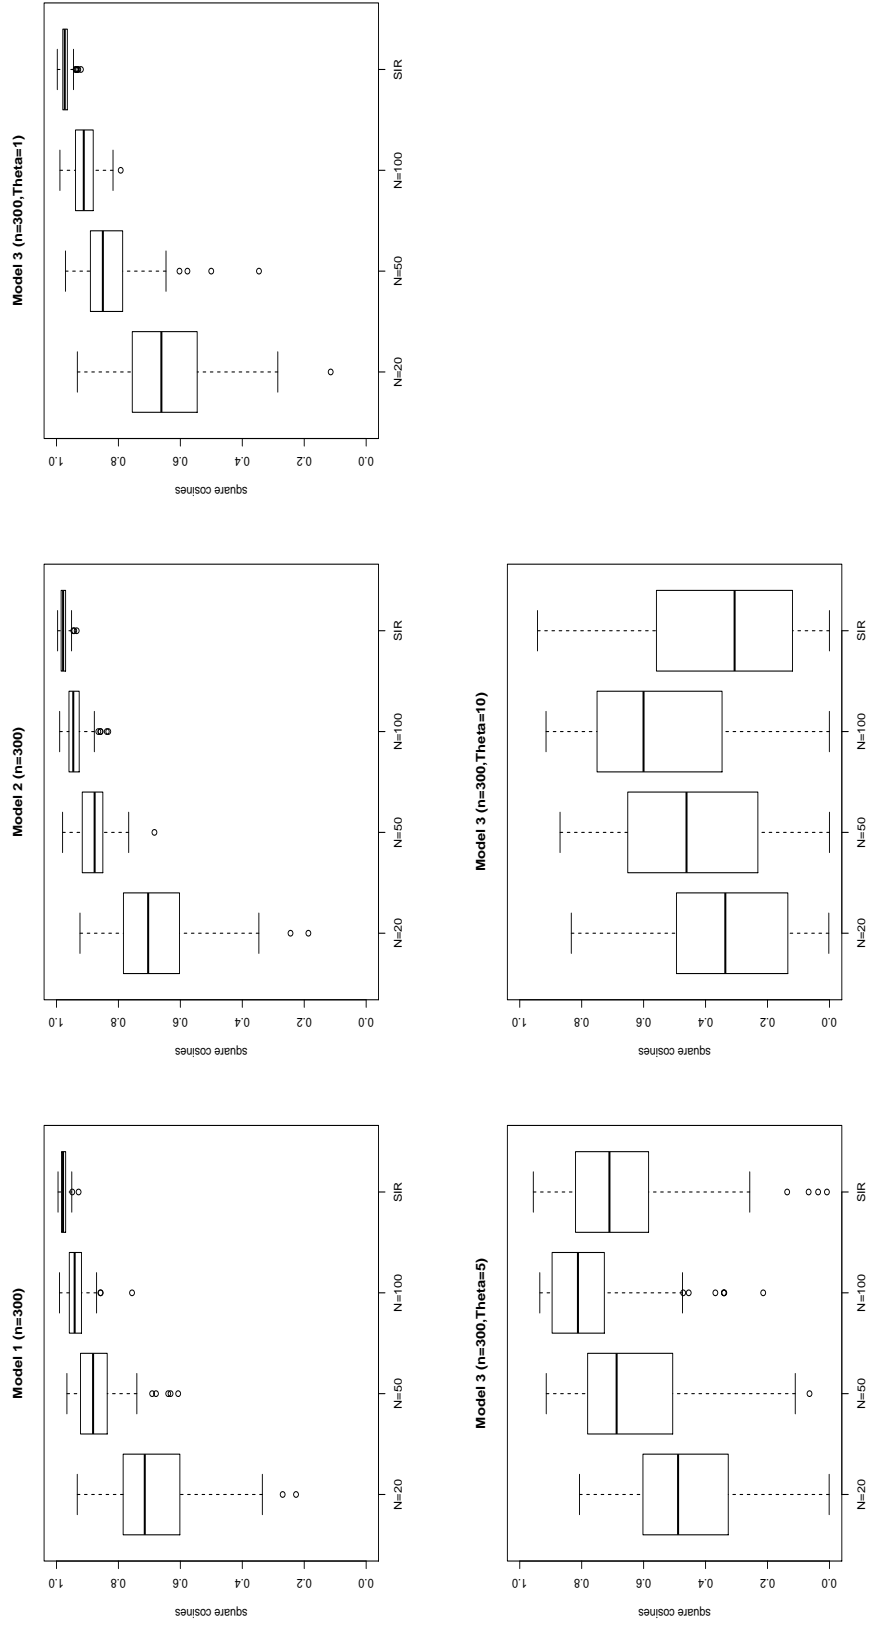 Model 1 (n=300)
square cosines
1.0
0.8
0.6
0.4
0.2
0.0
N=20 N=50 N=100 SIR
Model 2 (n=300)
square cosines
1.0
0.8
0.6
0.4
0.2
0.0
N=20 N=50 N=100 SIR
Model 3 (n=300,Theta=1)
square cosines
1.0
0.8
0.6
0.4
0.2
0.0
N=20 N=50 N=100 SIR
Model 3 (n=300,Theta=5)
square cosines
1.0
0.8
0.6
0.4
0.2
0.0
N=20 N=50 N=100 SIR
Model 3 (n=300,Theta=10)
square cosines
1.0
0.8
0.6
0.4
0.2
0.0
N=20 N=50 N=100 SIR